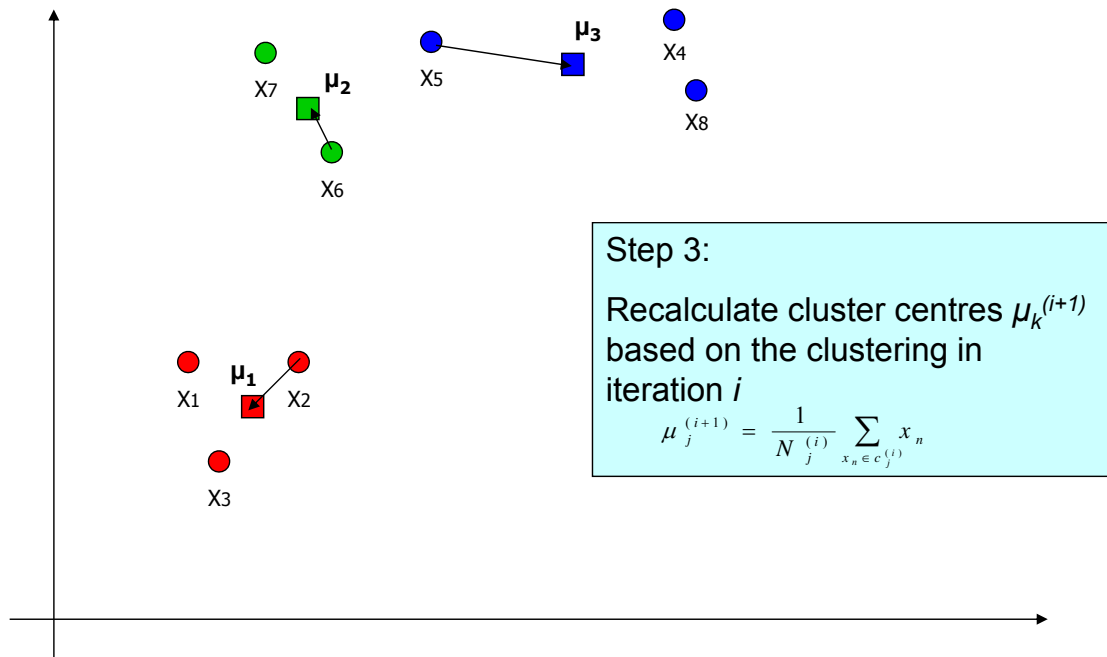 μ3
X4
X5
X7
μ2
X8
X6
Step 3:
Recalculate cluster centres μk(i+1)
based on the clustering in
iteration i
μj(i+1) = 1/Nj(i) ∑xn∈cj(i) xn
μ1
X1
X2
X3